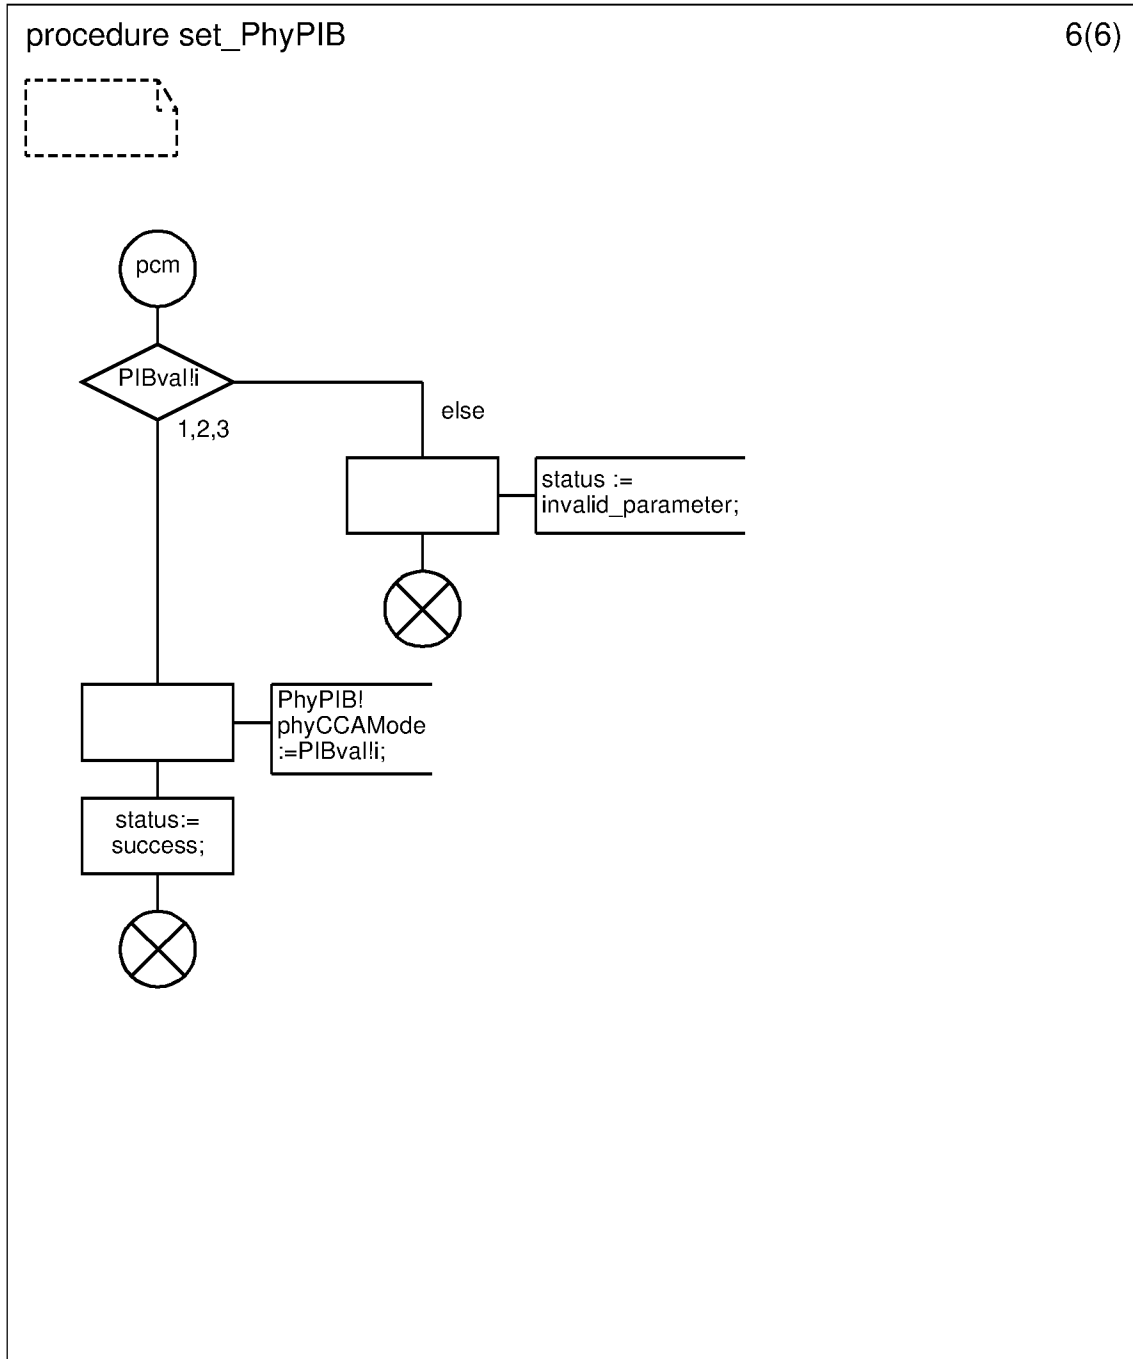 procedure set_PhyPIB
6(6)
pcm
PIBval!i
else
1,2,3
status :=
invalid_parameter;
PhyPIB!
phyCCAMode
:=PIBval!i;
status:=
success;